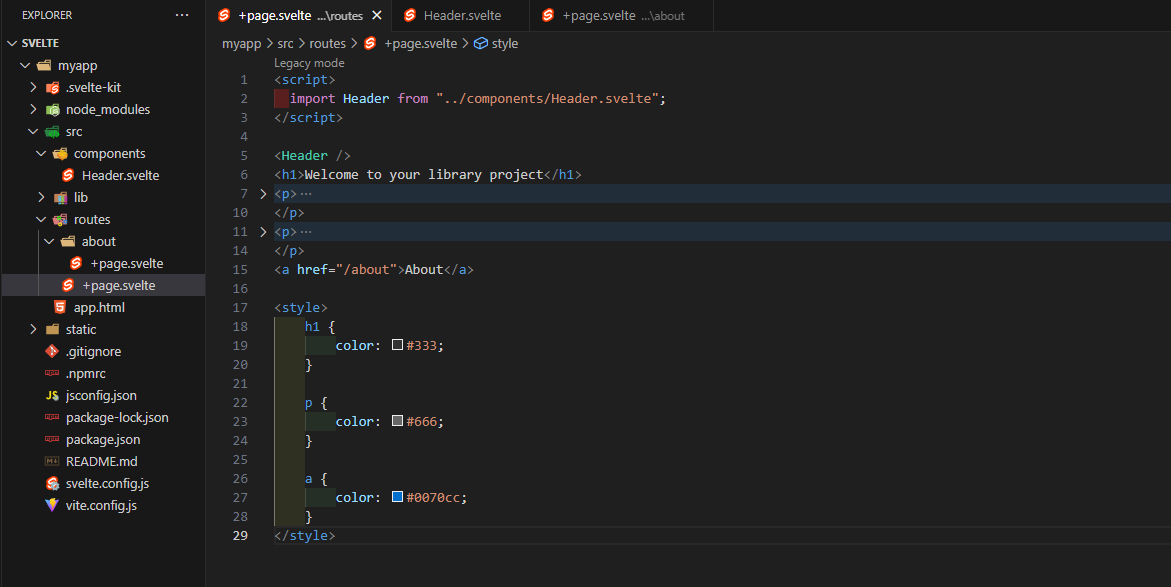 EXPLORER ···
SVELTE
myapp
.svelte-kit
node_modules
src
components
Header.svelte
lib
routes
about
+page.svelte
+page.svelte
app.html
static
.gitignore
.npmrc
JS jsconfig.json
package-lock.json
package.json
README.md
svelte.config.js
vite.config.js
+page.svelte ...\routes Header.svelte +page.svelte ...\about
myapp > src > routes > +page.svelte > style
Legacy mode
1 <script>
2 import Header from "../components/Header.svelte";
3 </script>
4
5 <Header />
6 <h1>Welcome to your library project</h1>
7 <p> ···
10 </p>
11 <p> ···
14 </p>
15 <a href="/about">About</a>
16
17 <style>
18 h1 {
19 color: #333;
20 }
21
22 p {
23 color: #666;
24 }
25
26 a {
27 color: #0070cc;
28 }
29 </style>